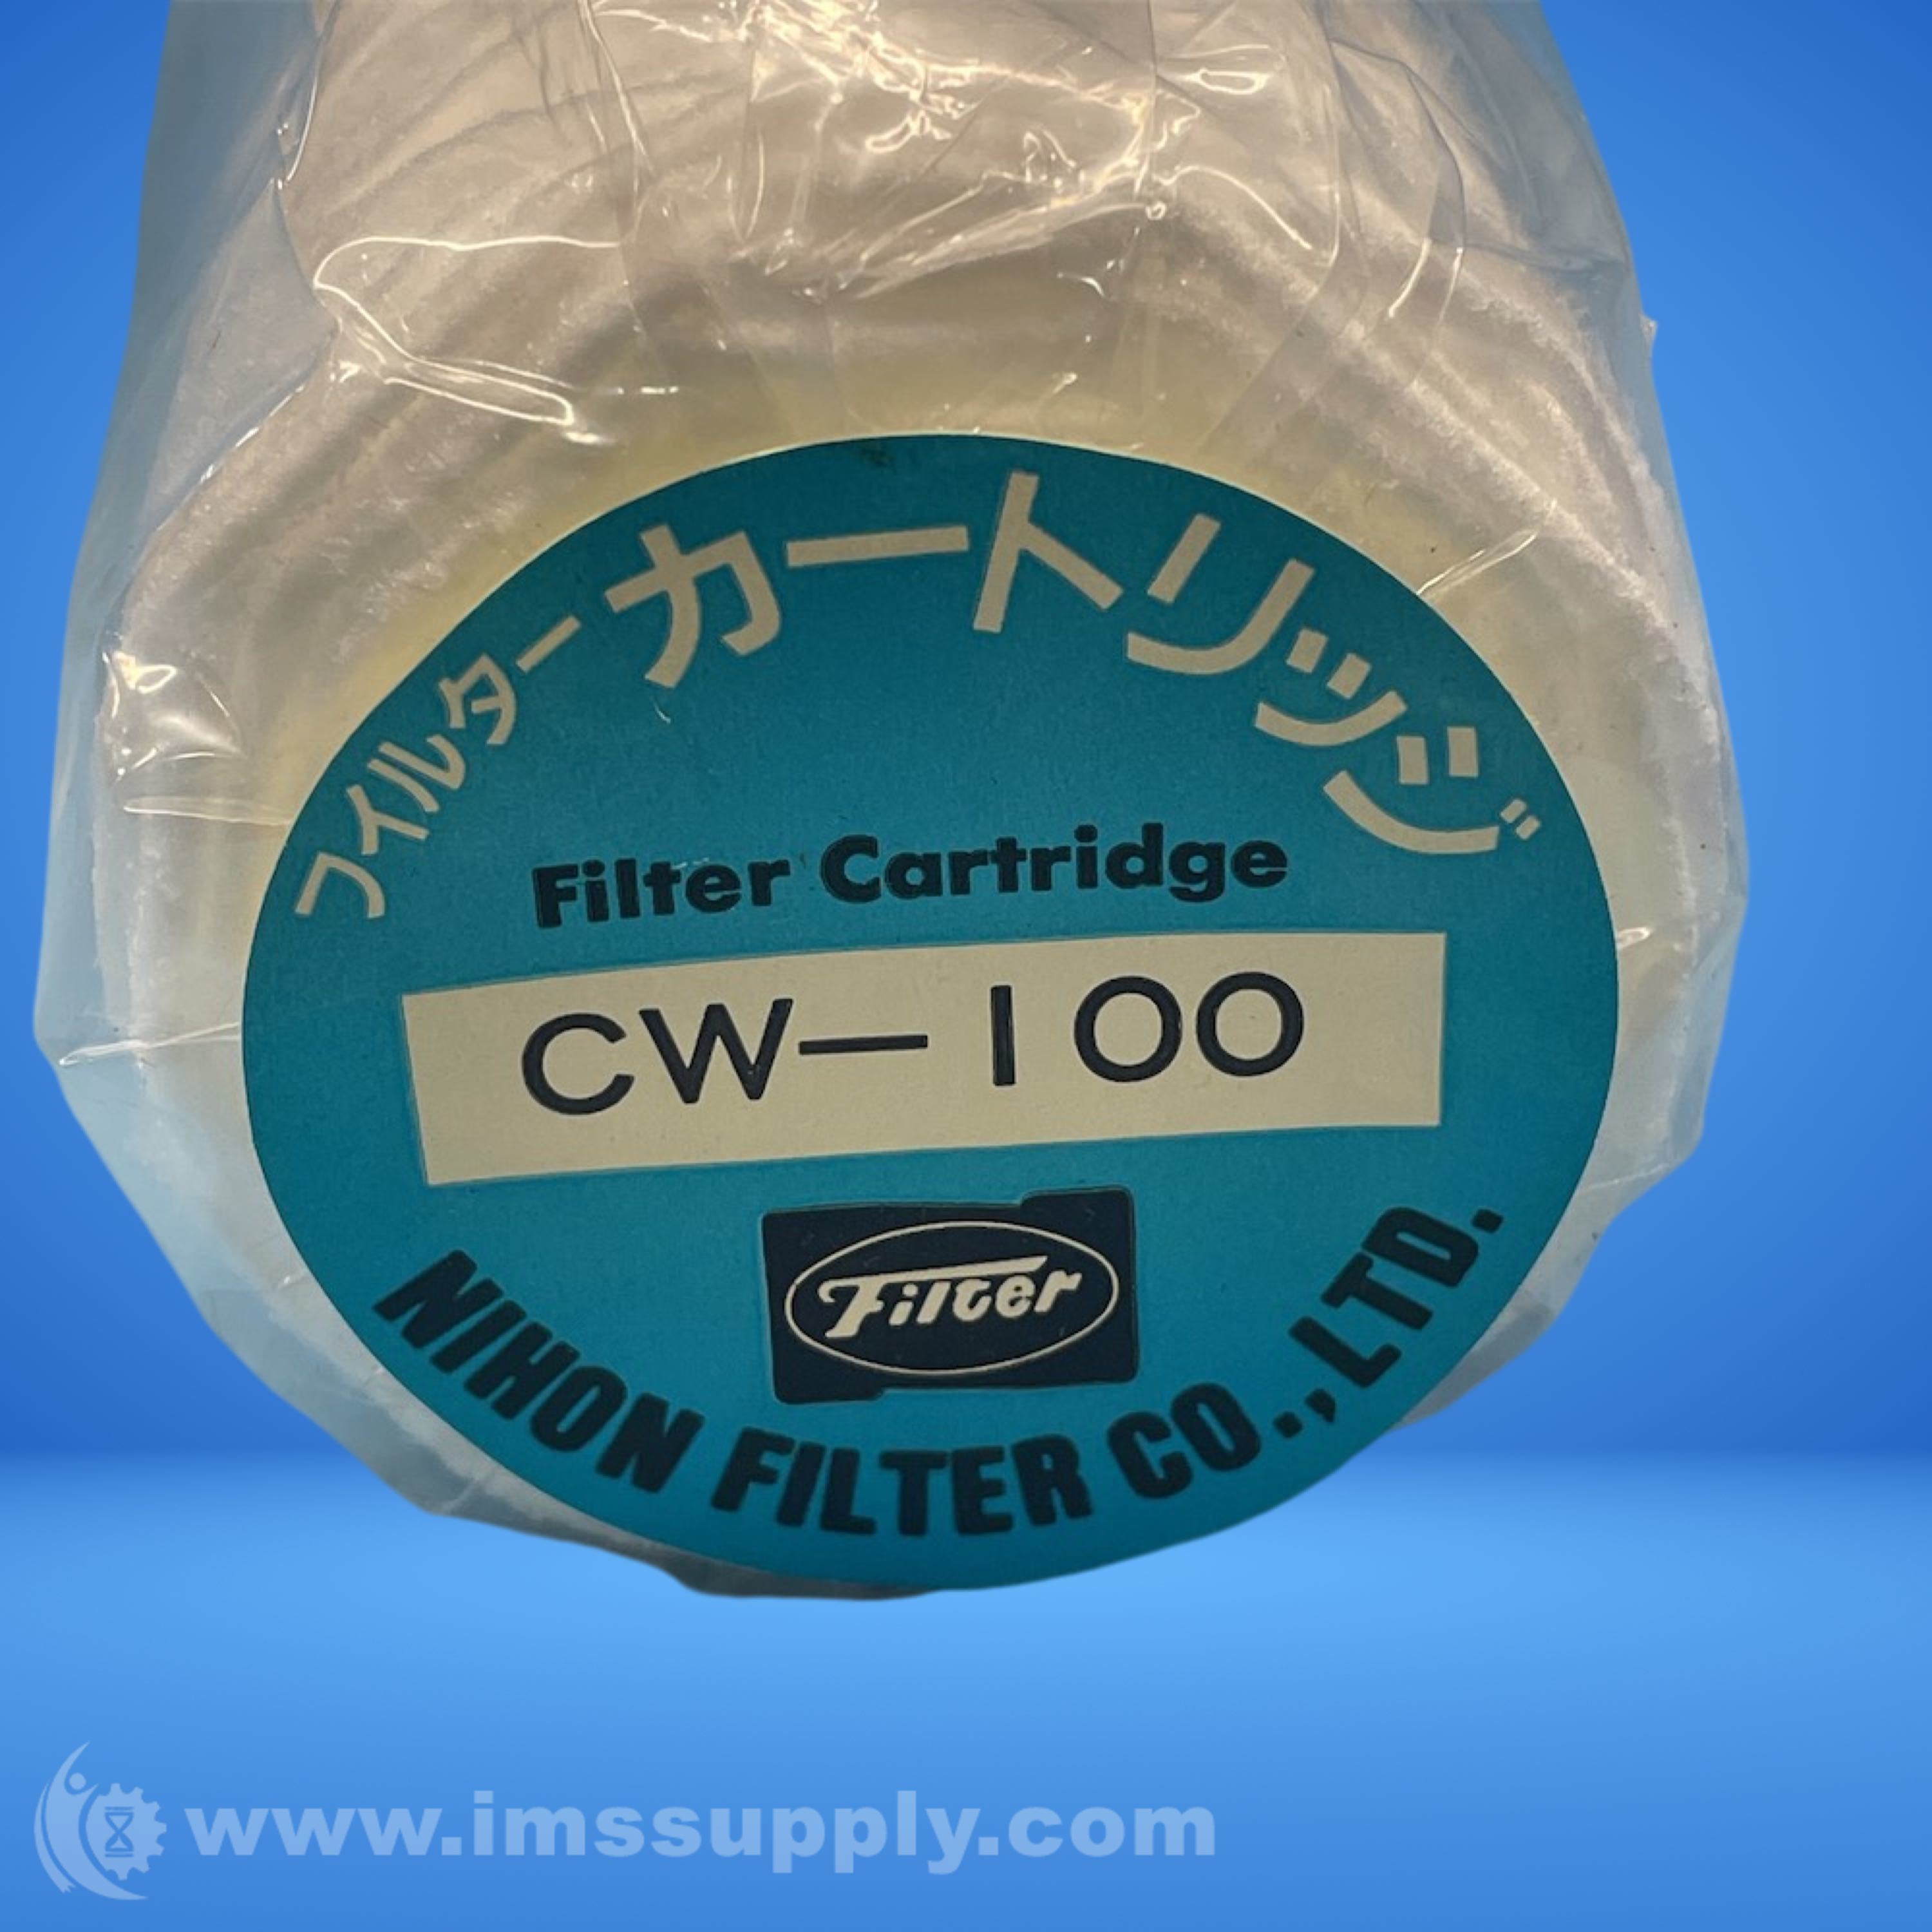 フィルターカートリッジ
Filter Cartridge
CW-100
Filter
NIHON FILTER CO.,LTD.
www.imssupply.com